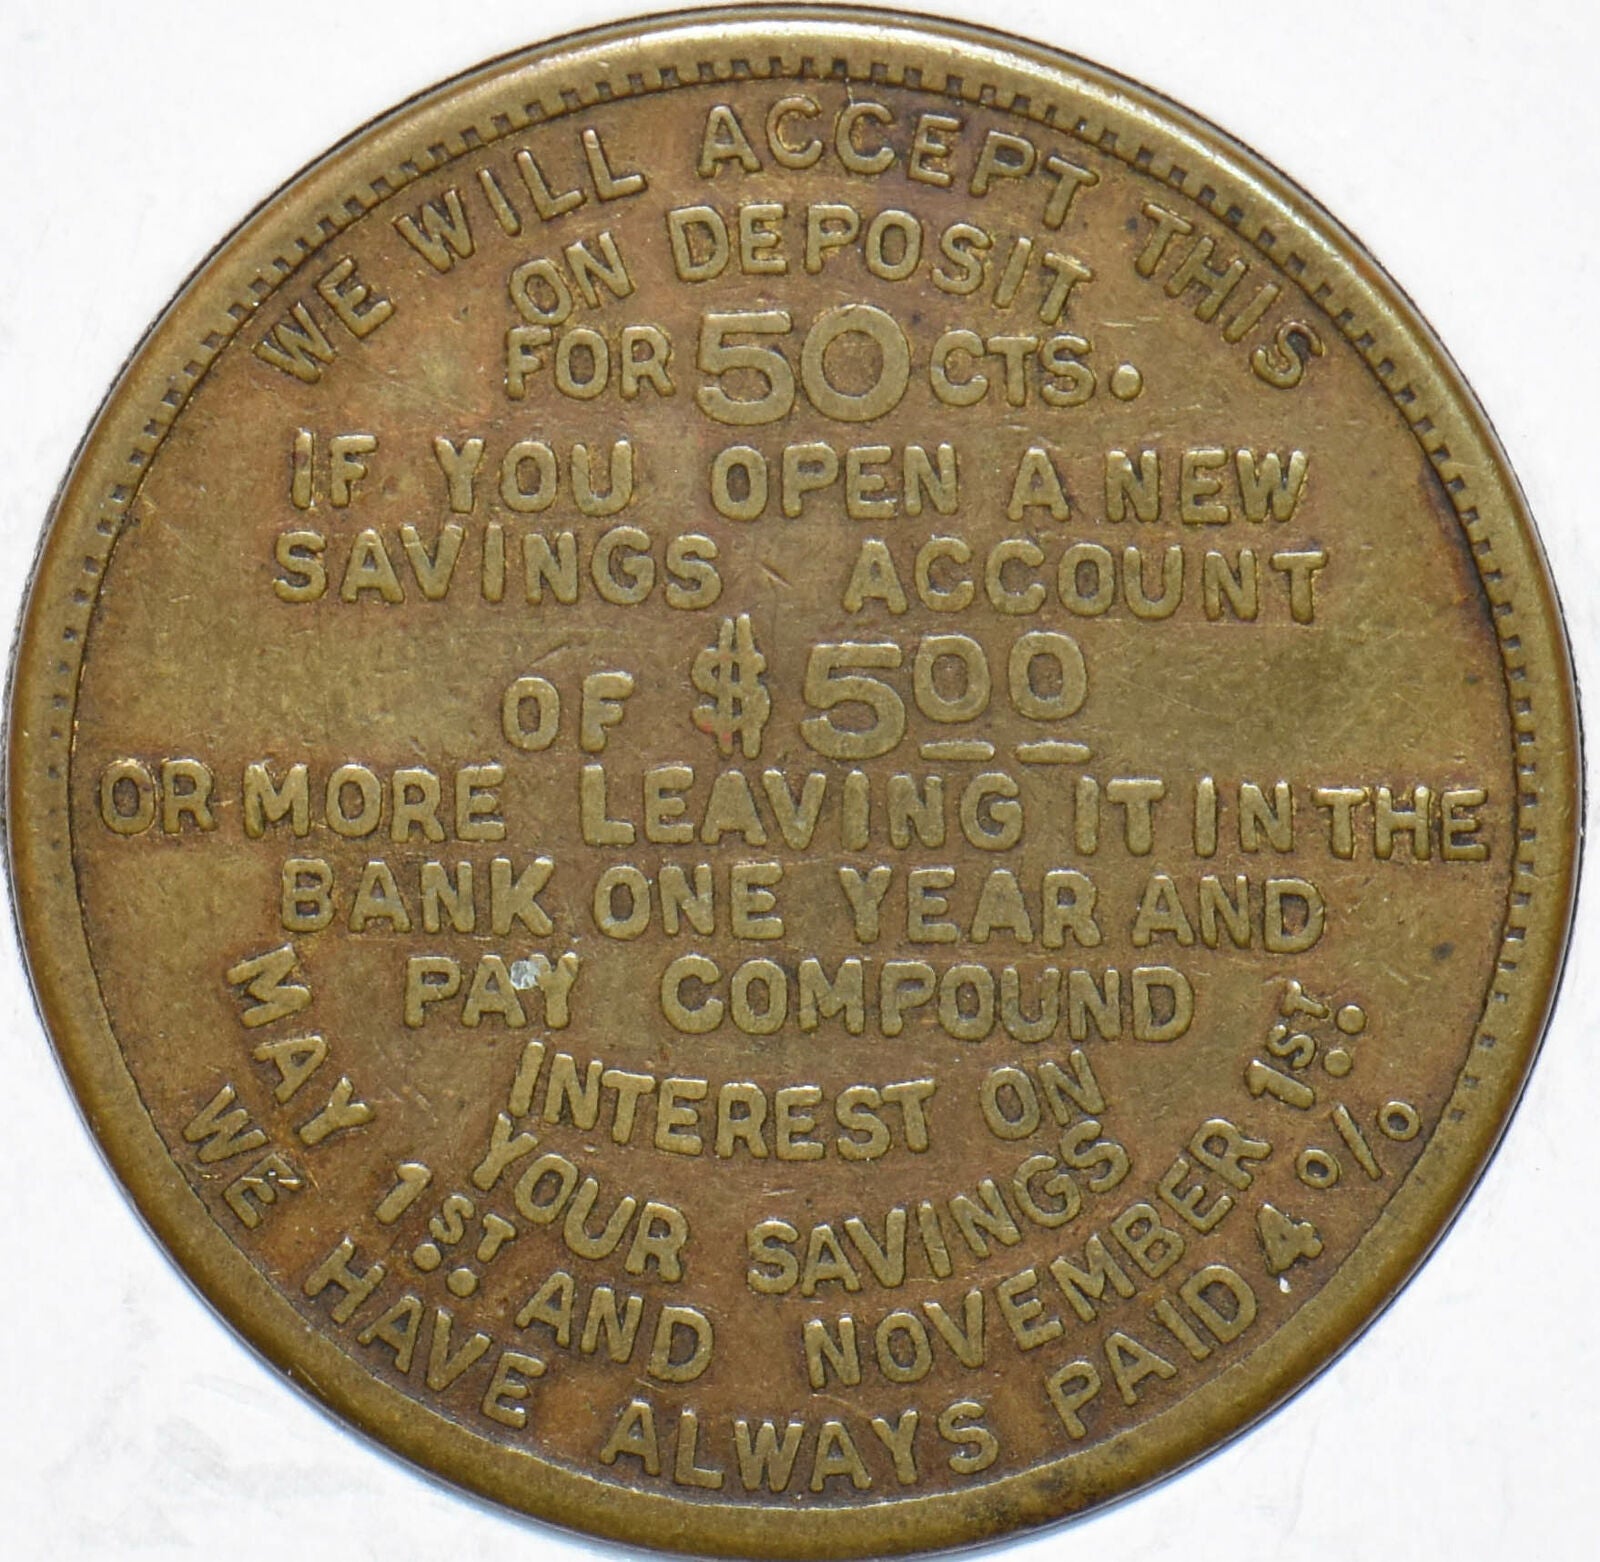 WE WILL ACCEPT THIS
ON DEPOSIT
FOR 50 CTS.
IF YOU OPEN A NEW
SAVINGS ACCOUNT
OF $5.00
OR MORE LEAVING IT IN THE
BANK ONE YEAR AND
PAY COMPOUND
INTEREST ON
YOUR SAVINGS
MAY 1ST. AND NOVEMBER 1ST.
WE HAVE ALWAYS PAID 4%